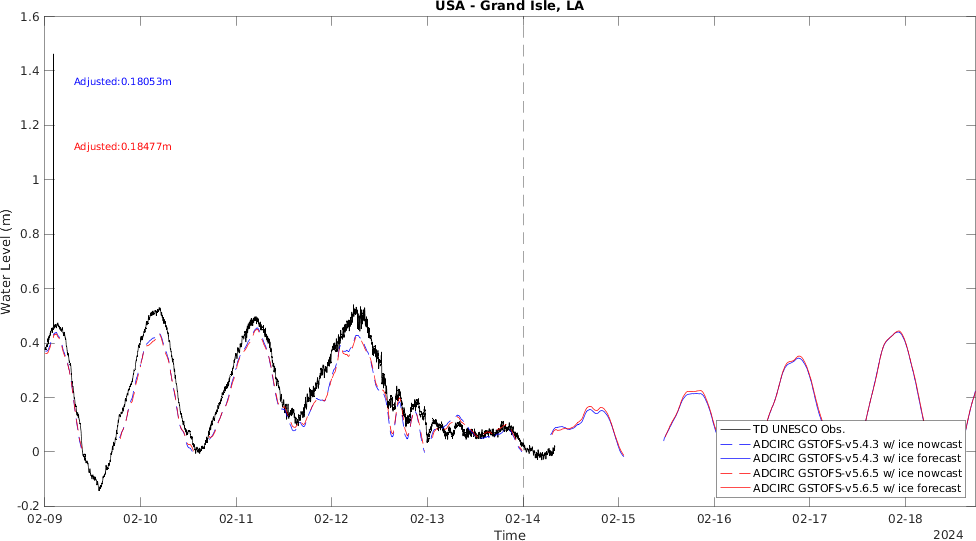 USA - Grand Isle, LA
1.6
1.4
1.2
1
0.8
0.6
0.4
0.2
0
-0.2
Water Level (m)
Adjusted:0.18053m
Adjusted:0.18477m
TD UNESCO Obs.
ADCIRC GSTOFS-v5.4.3 w/ ice nowcast
ADCIRC GSTOFS-v5.4.3 w/ ice forecast
ADCIRC GSTOFS-v5.6.5 w/ ice nowcast
ADCIRC GSTOFS-v5.6.5 w/ ice forecast
02-09 02-10 02-11 02-12 02-13 02-14 02-15 02-16 02-17 02-18
Time
2024